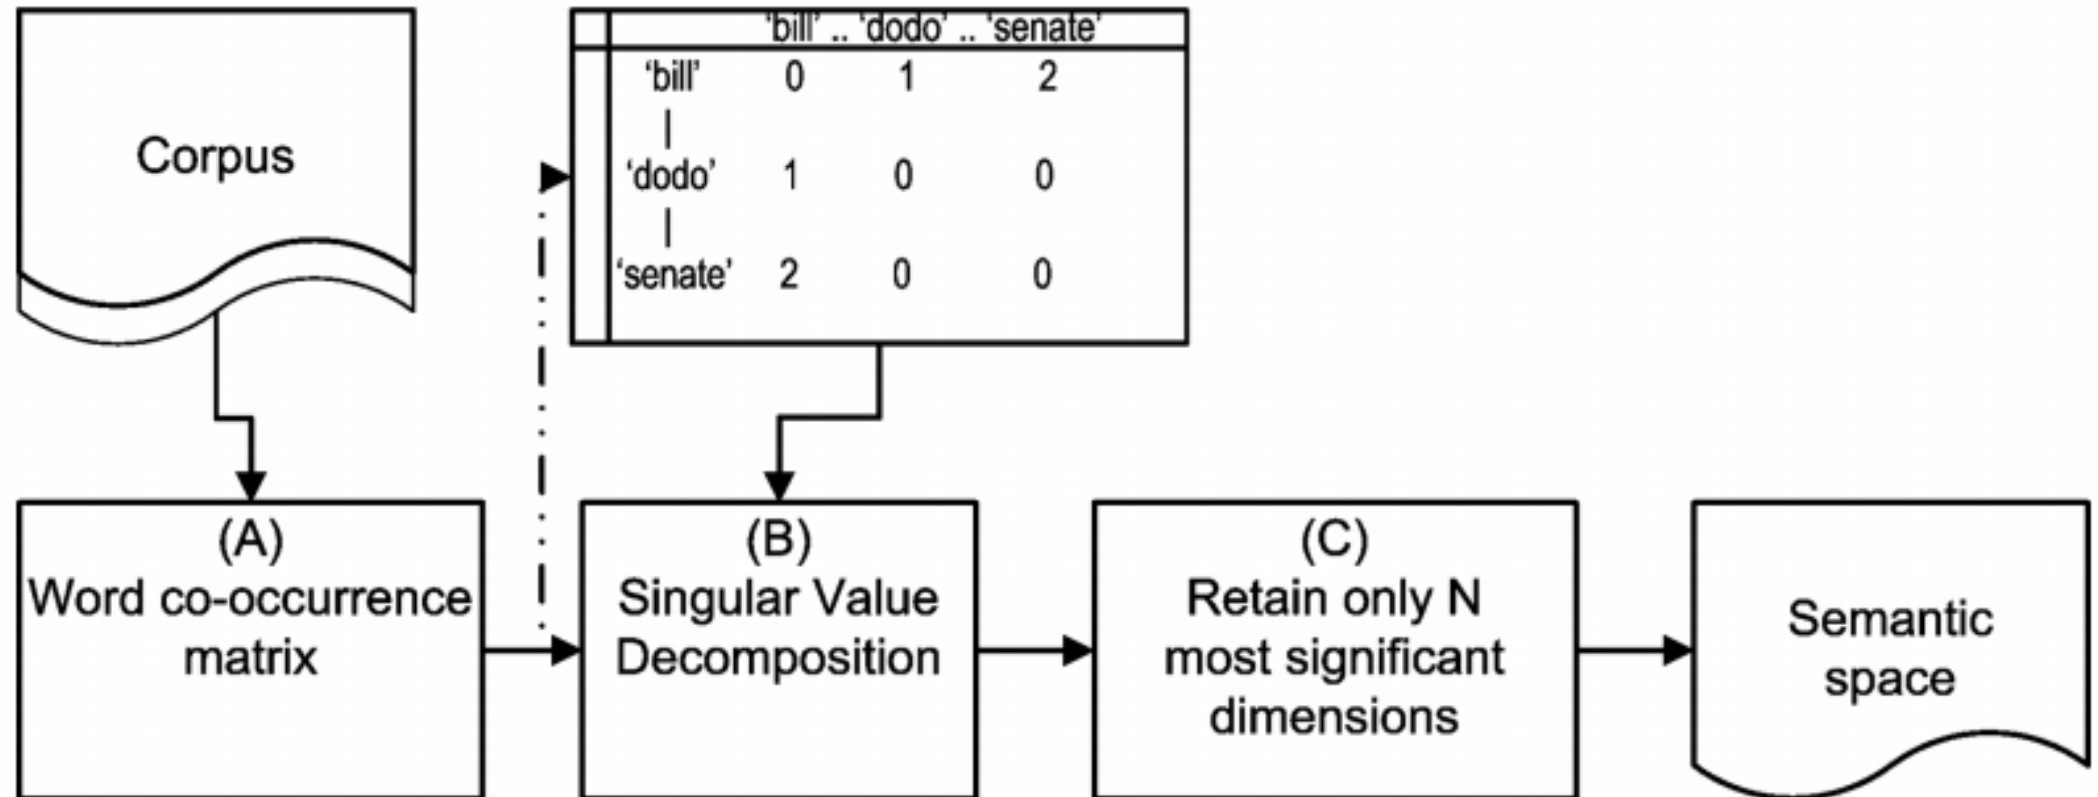 Corpus
‘bill’ .. ‘dodo’ .. ‘senate’
‘bill’ 0 1 2
‘dodo’ 1 0 0
‘senate’ 2 0 0
(A)
Word co-occurrence
matrix
(B)
Singular Value
Decomposition
(C)
Retain only N
most significant
dimensions
Semantic
space